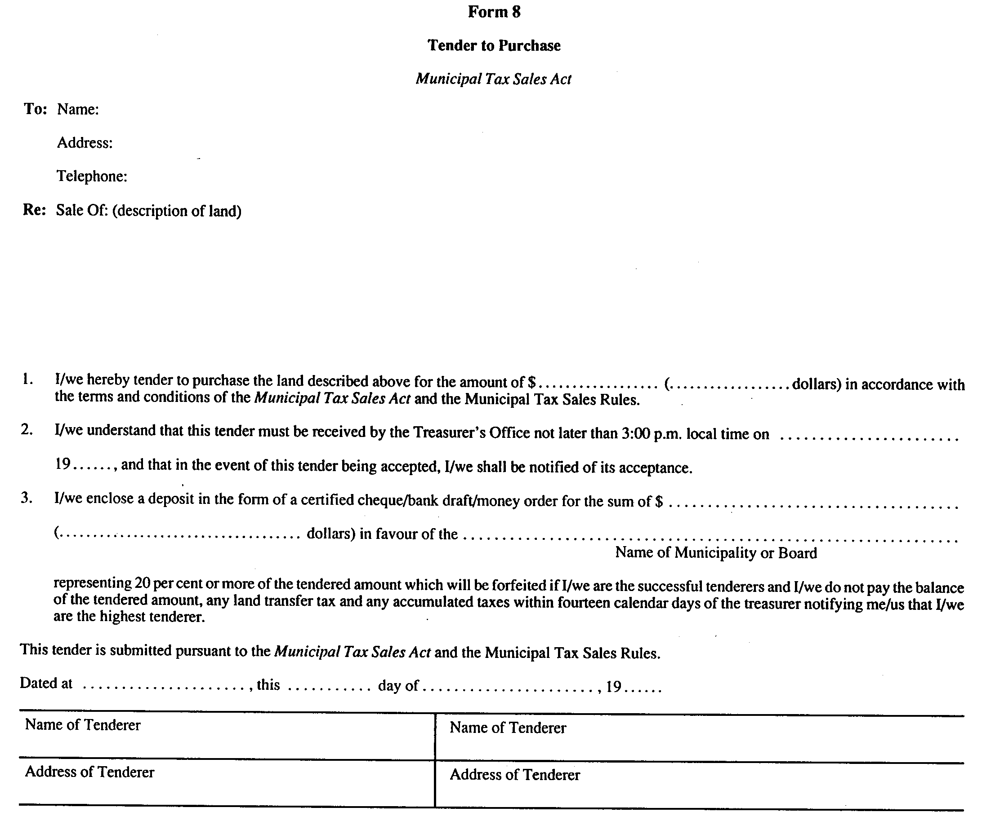 Form 8
Tender to Purchase
Municipal Tax Sales Act
To: Name:
Address:
Telephone:
Re: Sale Of: (description of land)
1. I/we hereby tender to purchase the land described above for the amount of $.................. (.................. dollars) in accordance with
the terms and conditions of the Municipal Tax Sales Act and the Municipal Tax Sales Rules.
2. I/we understand that this tender must be received by the Treasurer's Office not later than 3:00 p.m. local time on .......................
19......, and that in the event of this tender being accepted, I/we shall be notified of its acceptance.
3. I/we enclose a deposit in the form of a certified cheque/bank draft/money order for the sum of $ .....................................
(.................................... dollars) in favour of the ................................................................
Name of Municipality or Board
representing 20 per cent or more of the tendered amount which will be forfeited if I/we are the successful tenderers and I/we do not pay the balance
of the tendered amount, any land transfer tax and any accumulated taxes within fourteen calendar days of the treasurer notifying me/us that I/we
are the highest tenderer.
This tender is submitted pursuant to the Municipal Tax Sales Act and the Municipal Tax Sales Rules.
Dated at ....................., this ........... day of ......................, 19......
Name of Tenderer Name of Tenderer
Address of Tenderer Address of Tenderer